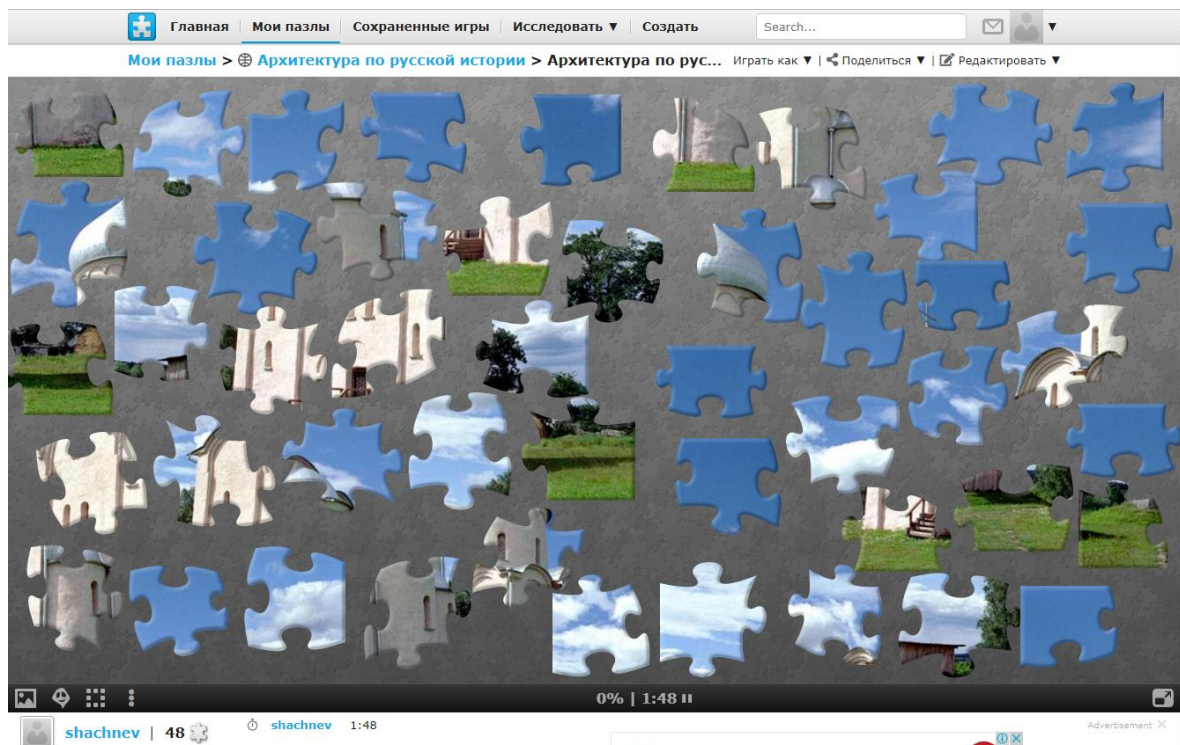 Главная Мои пазлы Сохраненные игры Исследовать ▼ Создать Search... ▼
Мои пазлы > Архитектура по русской истории > Архитектура по рус... Играть как ▼ | Поделиться ▼ | Редактировать ▼
0% | 1:48
shachnev | 48 shachnev 1:48 Advertisement